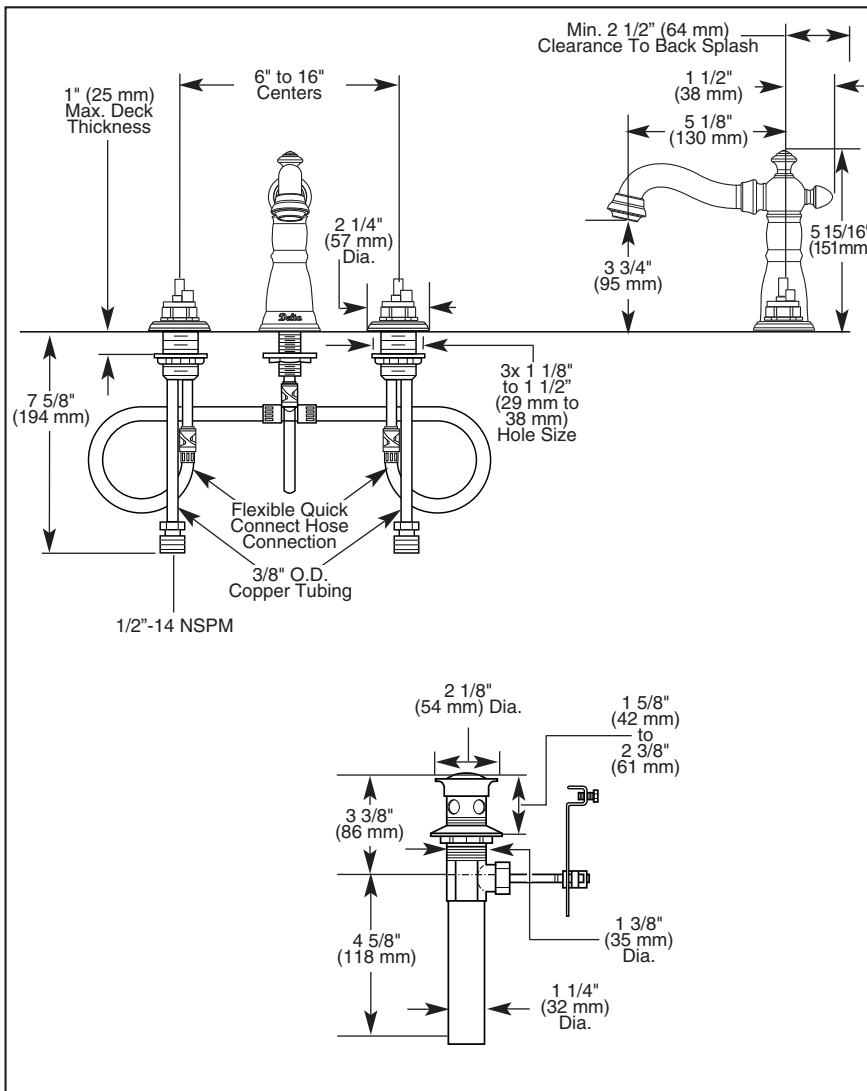 Min. 2 1/2” (64 mm)
Clearance To Back Splash
6" to 16"
Centers
1" (25 mm)
Max. Deck
Thickness
1 1/2"
(38 mm)
5 1/8"
(130 mm)
2 1/4"
(57 mm)
Dia.
5 15/16"
(151mm
3 3/4"
(95 mm)
Delta
3x 1 1/8"
to 1 1/2”
(29 mm to
38 mm)
Hole Size
7 5/8"
(194 mm)
Flexible Quick
Connect Hose
Connection
3/8" O.D.
Copper Tubing
1/2”-14 NSPM
2 1/8"
(54 mm) Dia.
1 5/8"
(42 mm)
to
2 3/8"
(61 mm)
3 3/8"
(86 mm)
4 5/8"
(118 mm)
1 3/8"
(35 mm)
Dia.
1 1/4"
(32 mm)
Dia.